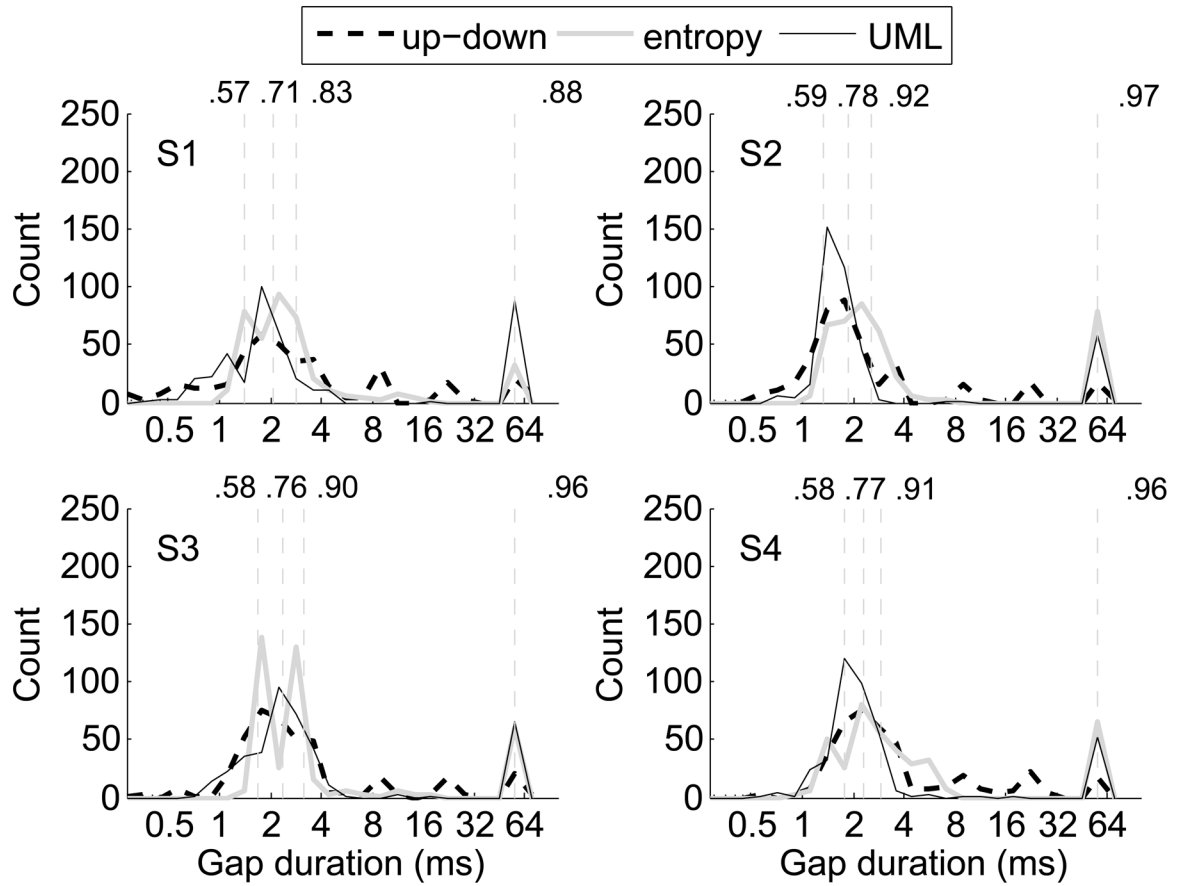 up−down entropy UML
.57 .71 .83 .88
250
200
150
100
50
0
Count
S1
0.5 1 2 4 8 16 32 64
.59 .78 .92 .97
250
200
150
100
50
0
Count
S2
0.5 1 2 4 8 16 32 64
.58 .76 .90 .96
250
200
150
100
50
0
Count
S3
0.5 1 2 4 8 16 32 64
Gap duration (ms)
.58 .77 .91 .96
250
200
150
100
50
0
Count
S4
0.5 1 2 4 8 16 32 64
Gap duration (ms)